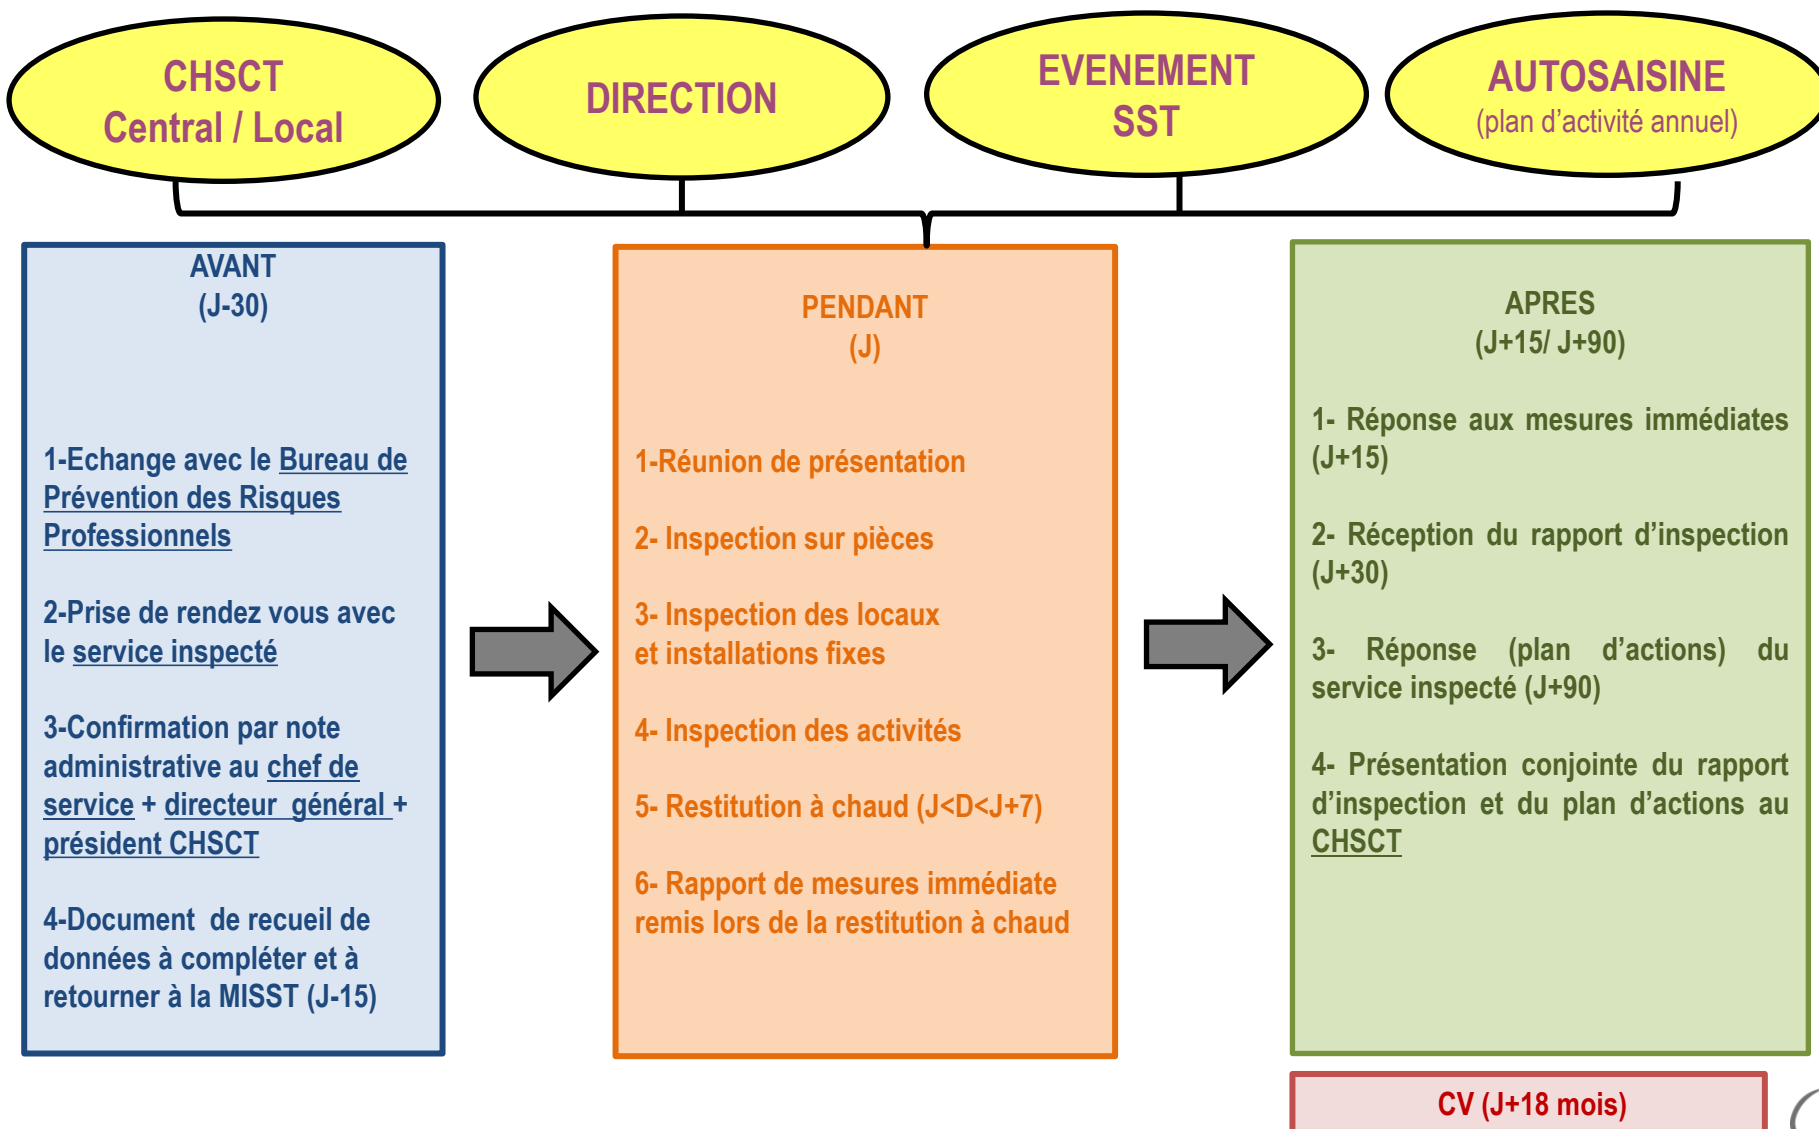 CHSCT
Central / Local
DIRECTION
EVENEMENT
SST
AUTOSAISINE
(plan d'activité annuel)
AVANT
(J-30)
1-Echange avec le Bureau de
Prévention des Risques
Professionnels
2-Prise de rendez vous avec
le service inspecté
3-Confirmation par note
administrative au chef de
service + directeur général +
président CHSCT
4-Document de recueil de
données à compléter et à
retourner à la MISST (J-15)
PENDANT
(J)
1-Réunion de présentation
2- Inspection sur pièces
3- Inspection des locaux
et installations fixes
4- Inspection des activités
5- Restitution à chaud (J<D<J+7)
6- Rapport de mesures immédiate
remis lors de la restitution à chaud
APRES
(J+15/ J+90)
1- Réponse aux mesures immédiates
(J+15)
2- Réception du rapport d'inspection
(J+30)
3- Réponse (plan d'actions) du
service inspecté (J+90)
4- Présentation conjointe du rapport
d'inspection et du plan d'actions au
CHSCT
CV (J+18 mois)